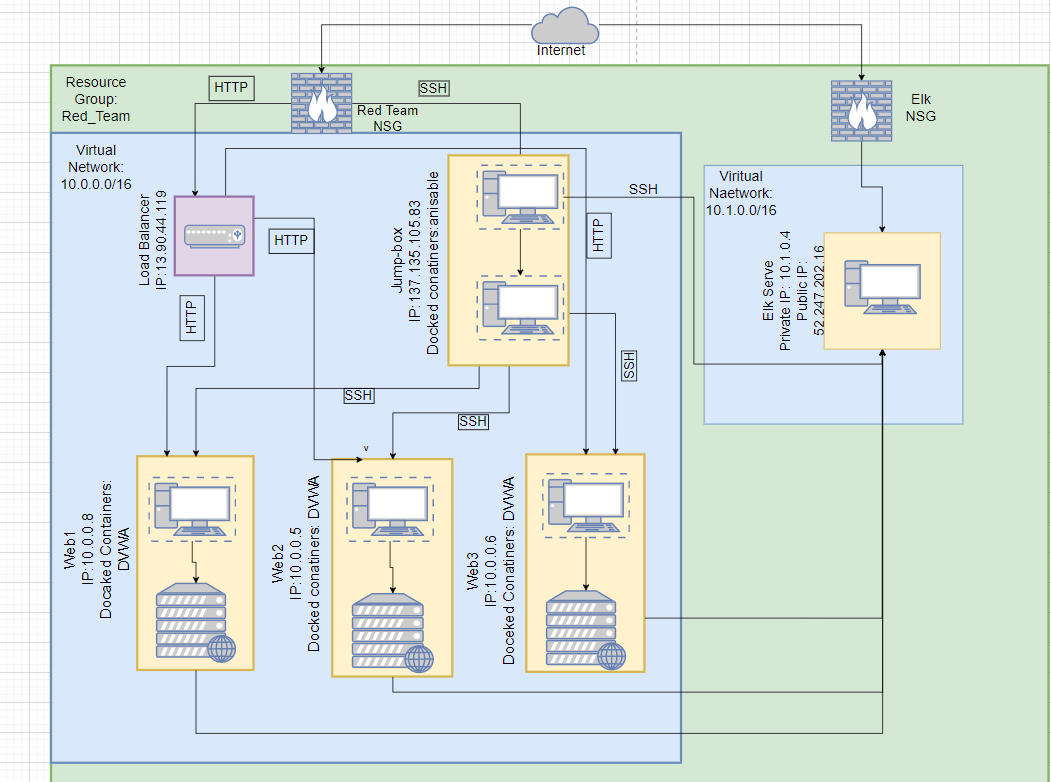 Internet
Resource
Group:
Red_Team
HTTP
SSH
Red Team
NSG
Elk
NSG
Virtual
Network:
10.0.0.0/16
Load Balancer
IP:13.90.44.119
HTTP
HTTP
Jump-box
IP:137.135.105.83
Docked conatiners:anisable
SSH
HTTP
SSH
Viritual
Naetwork:
10.1.0.0/16
Elk Serve
Private IP: 10.1.0.4
Public IP:
52.247.202.16
SSH
SSH
v
Web1
IP:10.0.0.8
Docaked Containers:
DVWA
Web2
IP:10.0.0.5
Docked conatiners: DVWA
Web3
IP:10.0.0.6
Doceked Conatiners: DVWA